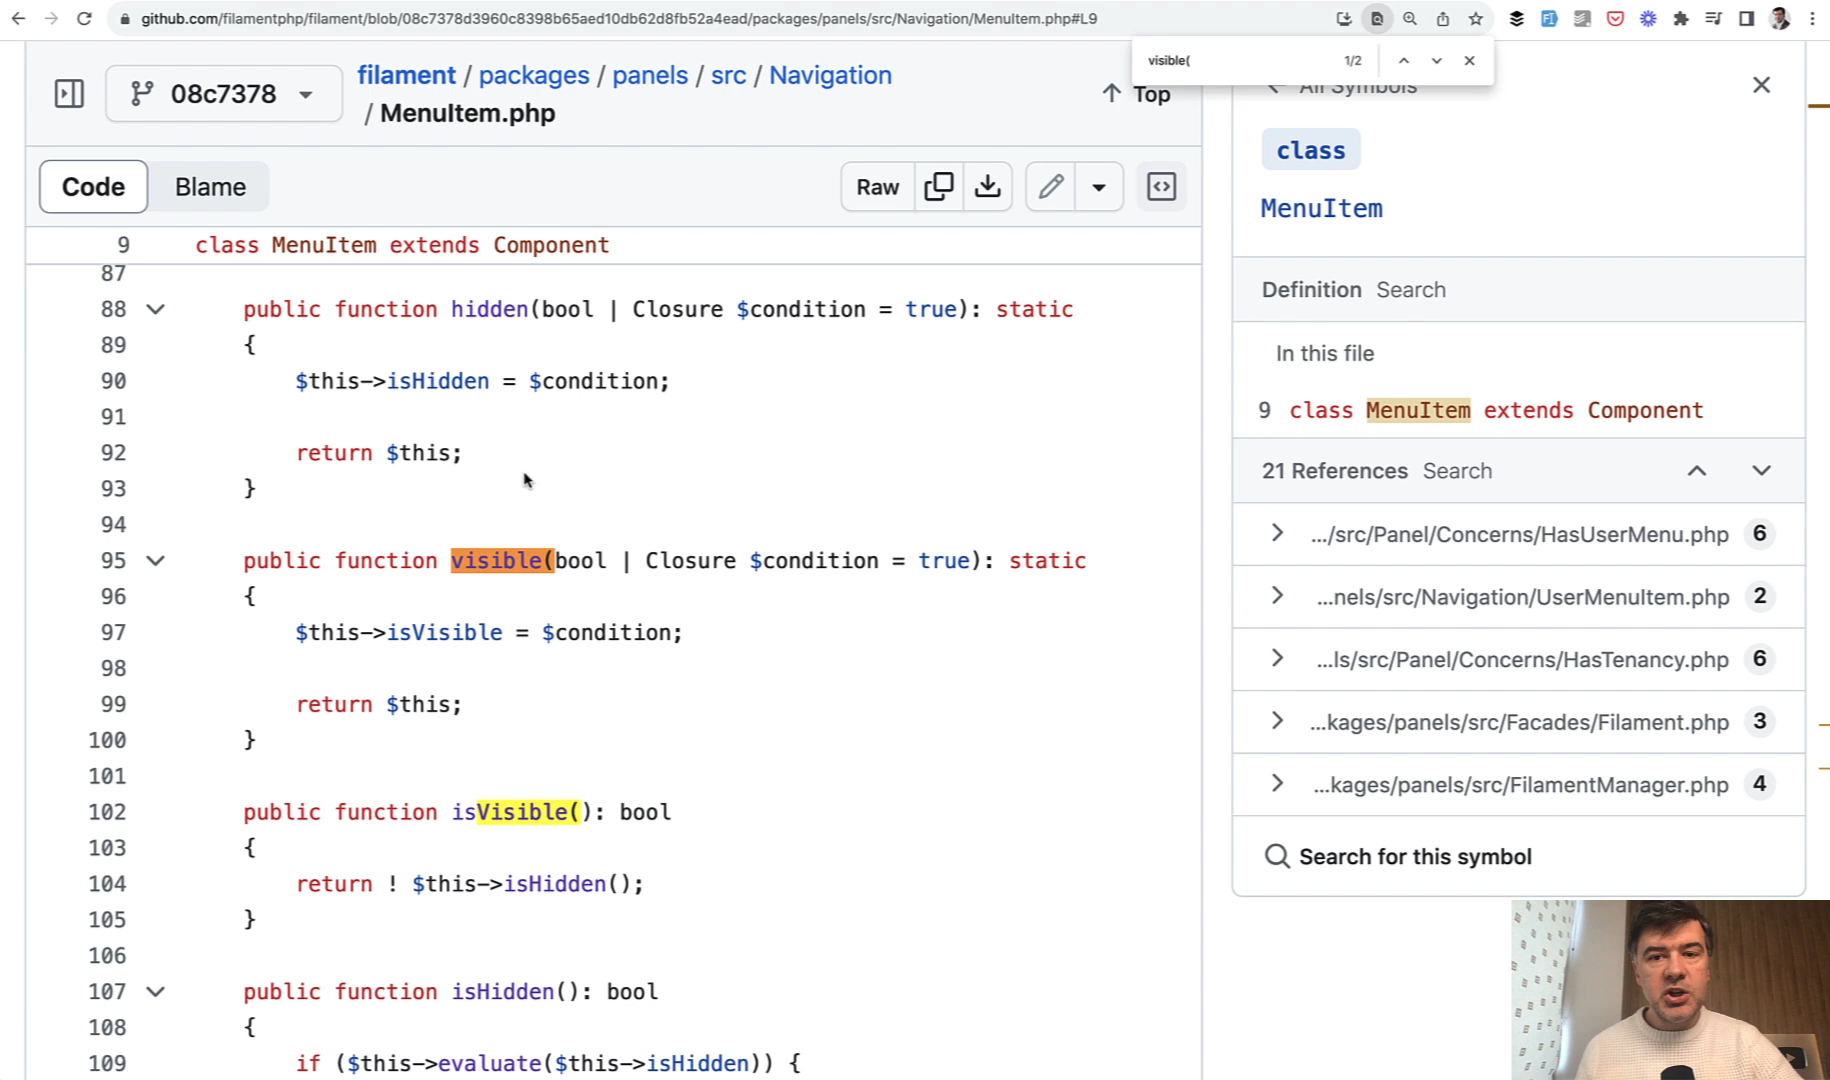 github.com/filamentphp/filament/blob/08c7378d3960c8398b65aed10db62d8fb52a4ead/packages/panels/src/Navigation/MenuItem.php#L9
visible(
1/2
08c7378
filament / packages / panels / src / Navigation
/ MenuItem.php
Top
All Symbols
Code
Blame
Raw
class
MenuItem
9 class MenuItem extends Component
87
88 public function hidden(bool | Closure $condition = true): static
89 {
90 $this->isHidden = $condition;
91
92 return $this;
93 }
94
95 public function visible(bool | Closure $condition = true): static
96 {
97 $this->isVisible = $condition;
98
99 return $this;
100 }
101
102 public function isVisible(): bool
103 {
104 return ! $this->isHidden();
105 }
106
107 public function isHidden(): bool
108 {
109 if ($this->evaluate($this->isHidden)) {
Definition Search
In this file
9 class MenuItem extends Component
21 References Search
.../src/Panel/Concerns/HasUserMenu.php 6
...nels/src/Navigation/UserMenuItem.php 2
...ls/src/Panel/Concerns/HasTenancy.php 6
...kages/panels/src/Facades/Filament.php 3
...kages/panels/src/FilamentManager.php 4
Search for this symbol